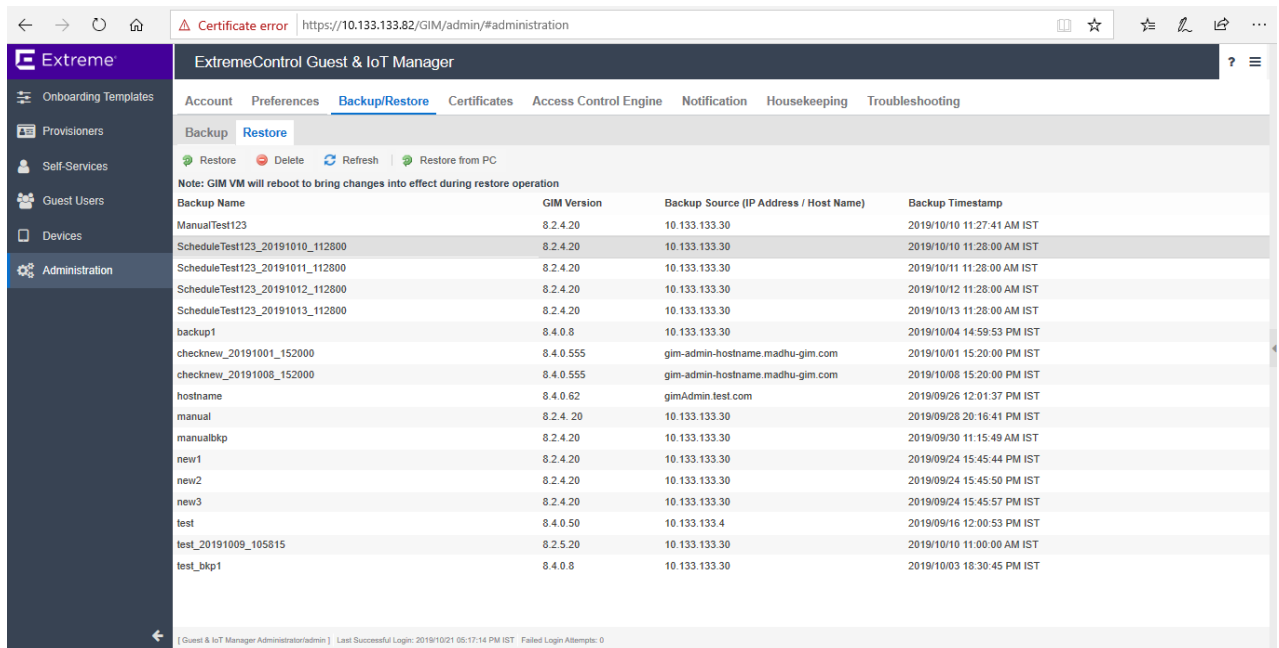 Certificate error https://10.133.133.82/GIM/admin/#administration
Extreme
ExtremeControl Guest & IoT Manager
?
Onboarding Templates
Provisioners
Self-Services
Guest Users
Devices
Administration
Account Preferences Backup/Restore Certificates Access Control Engine Notification Housekeeping Troubleshooting
Backup Restore
Restore Delete Refresh Restore from PC
Note: GIM VM will reboot to bring changes into effect during restore operation
Backup Name GIM Version Backup Source (IP Address / Host Name) Backup Timestamp
ManualTest123 8.2.4.20 10.133.133.30 2019/10/10 11:27:41 AM IST
ScheduleTest123_20191010_112800 8.2.4.20 10.133.133.30 2019/10/10 11:28:00 AM IST
ScheduleTest123_20191011_112800 8.2.4.20 10.133.133.30 2019/10/11 11:28:00 AM IST
ScheduleTest123_20191012_112800 8.2.4.20 10.133.133.30 2019/10/12 11:28:00 AM IST
ScheduleTest123_20191013_112800 8.2.4.20 10.133.133.30 2019/10/13 11:28:00 AM IST
backup1 8.4.0.8 10.133.133.30 2019/10/04 14:59:53 PM IST
checknew_20191001_152000 8.4.0.555 gim-admin-hostname.madhu-gim.com 2019/10/01 15:20:00 PM IST
checknew_20191008_152000 8.4.0.555 gim-admin-hostname.madhu-gim.com 2019/10/08 15:20:00 PM IST
hostname 8.4.0.62 gimAdmin.test.com 2019/09/26 12:01:37 PM IST
manual 8.2.4. 20 10.133.133.30 2019/09/28 20:16:41 PM IST
manualbkp 8.2.4.20 10.133.133.30 2019/09/30 11:15:49 AM IST
new1 8.2.4.20 10.133.133.30 2019/09/24 15:45:44 PM IST
new2 8.2.4.20 10.133.133.30 2019/09/24 15:45:50 PM IST
new3 8.2.4.20 10.133.133.30 2019/09/24 15:45:57 PM IST
test 8.4.0.50 10.133.133.4 2019/09/16 12:00:53 PM IST
test_20191009_105815 8.2.5.20 10.133.133.30 2019/10/10 11:00:00 AM IST
test_bkp1 8.4.0.8 10.133.133.30 2019/10/03 18:30:45 PM IST
[ Guest & IoT Manager Administrator/admin ] Last Successful Login: 2019/10/21 05:17:14 PM IST Failed Login Attempts: 0